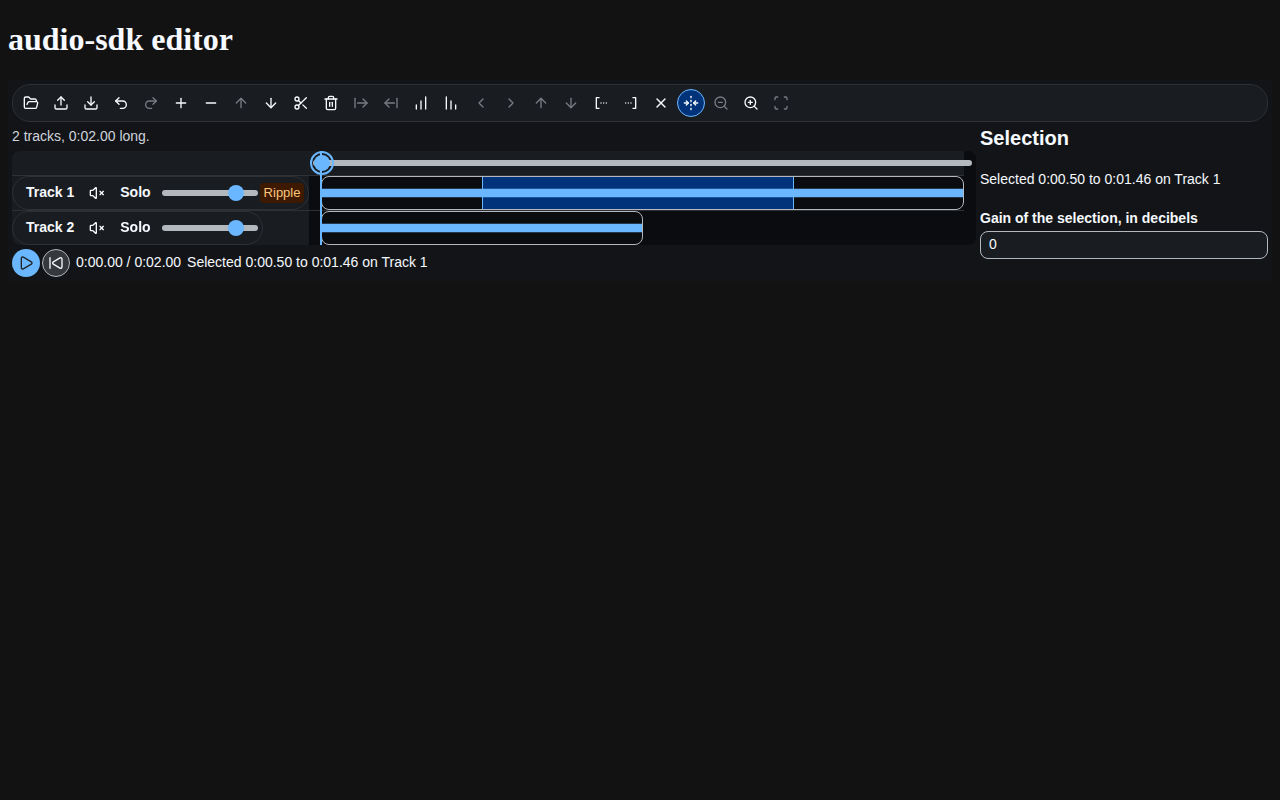 audio-sdk editor
2 tracks, 0:02.00 long.
Selection
Selected 0:00.50 to 0:01.46 on Track 1
Track 1 Solo Ripple
Gain of the selection, in decibels
Track 2 Solo
0
0:00.00 / 0:02.00 Selected 0:00.50 to 0:01.46 on Track 1